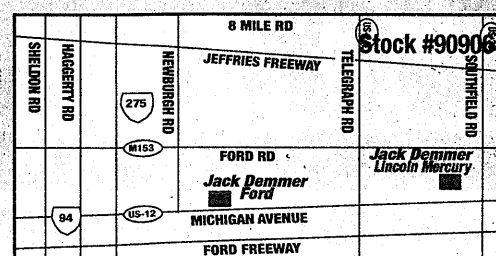 8 MILE RD
US-
Stock #90906
JEFFRIES FREEWAY
SHELDON RD
HAGGERTY RD
NEWBURGH RD
TELEGRAPH RD
SOUTHFIELD RD
275
M153
FORD RD
Jack Demmer
Lincoln Mercury
Jack Demmer
Ford
94
US-12
MICHIGAN AVENUE
FORD FREEWAY